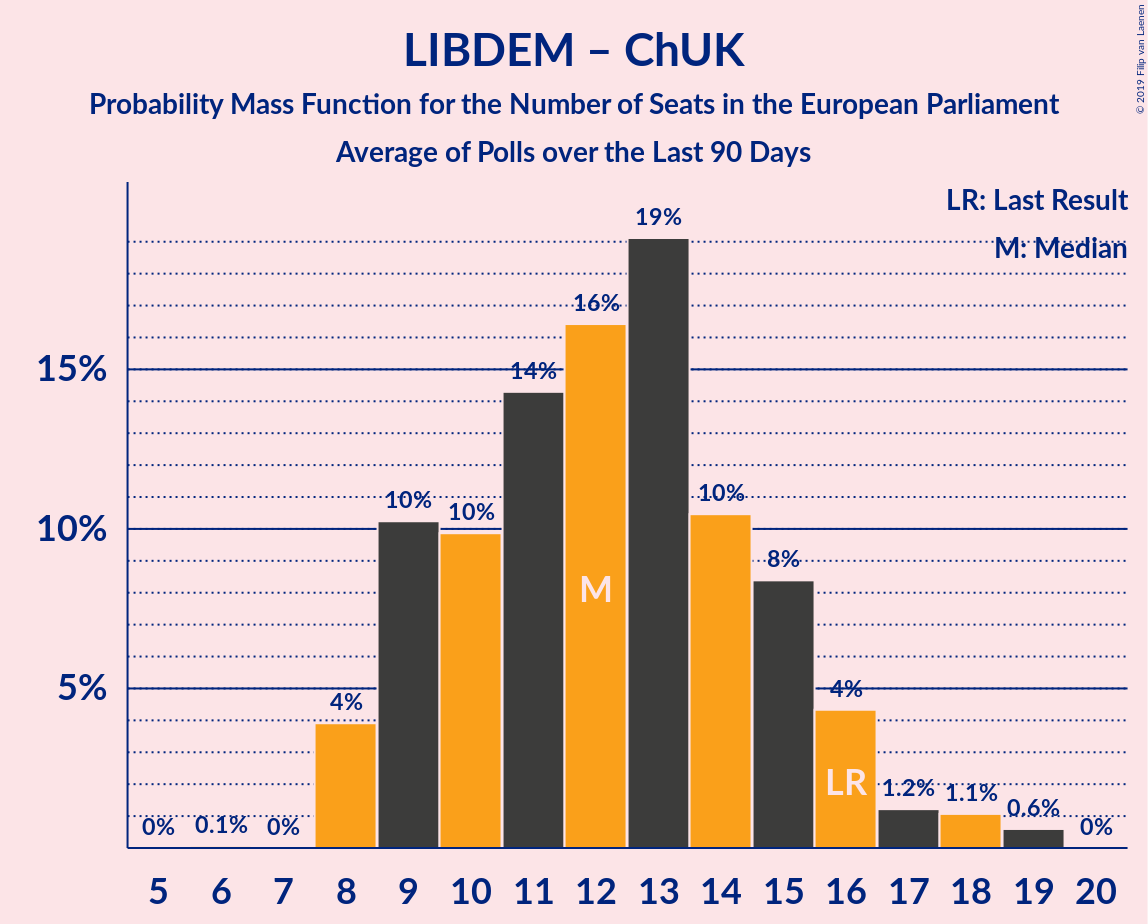 LIBDEM – ChUK
Probability Mass Function for the Number of Seats in the European Parliament
Average of Polls over the Last 90 Days
© 2019 Filip van Laenen
LR: Last Result
M: Median
19%
16%
15%
14%
10%
10%
10%
10%
8%
M
5%
4%
4%
LR
1.2%
1.1%
0.6%
0%
0.1%
0%
0%
5 6 7 8 9 10 11 12 13 14 15 16 17 18 19 20